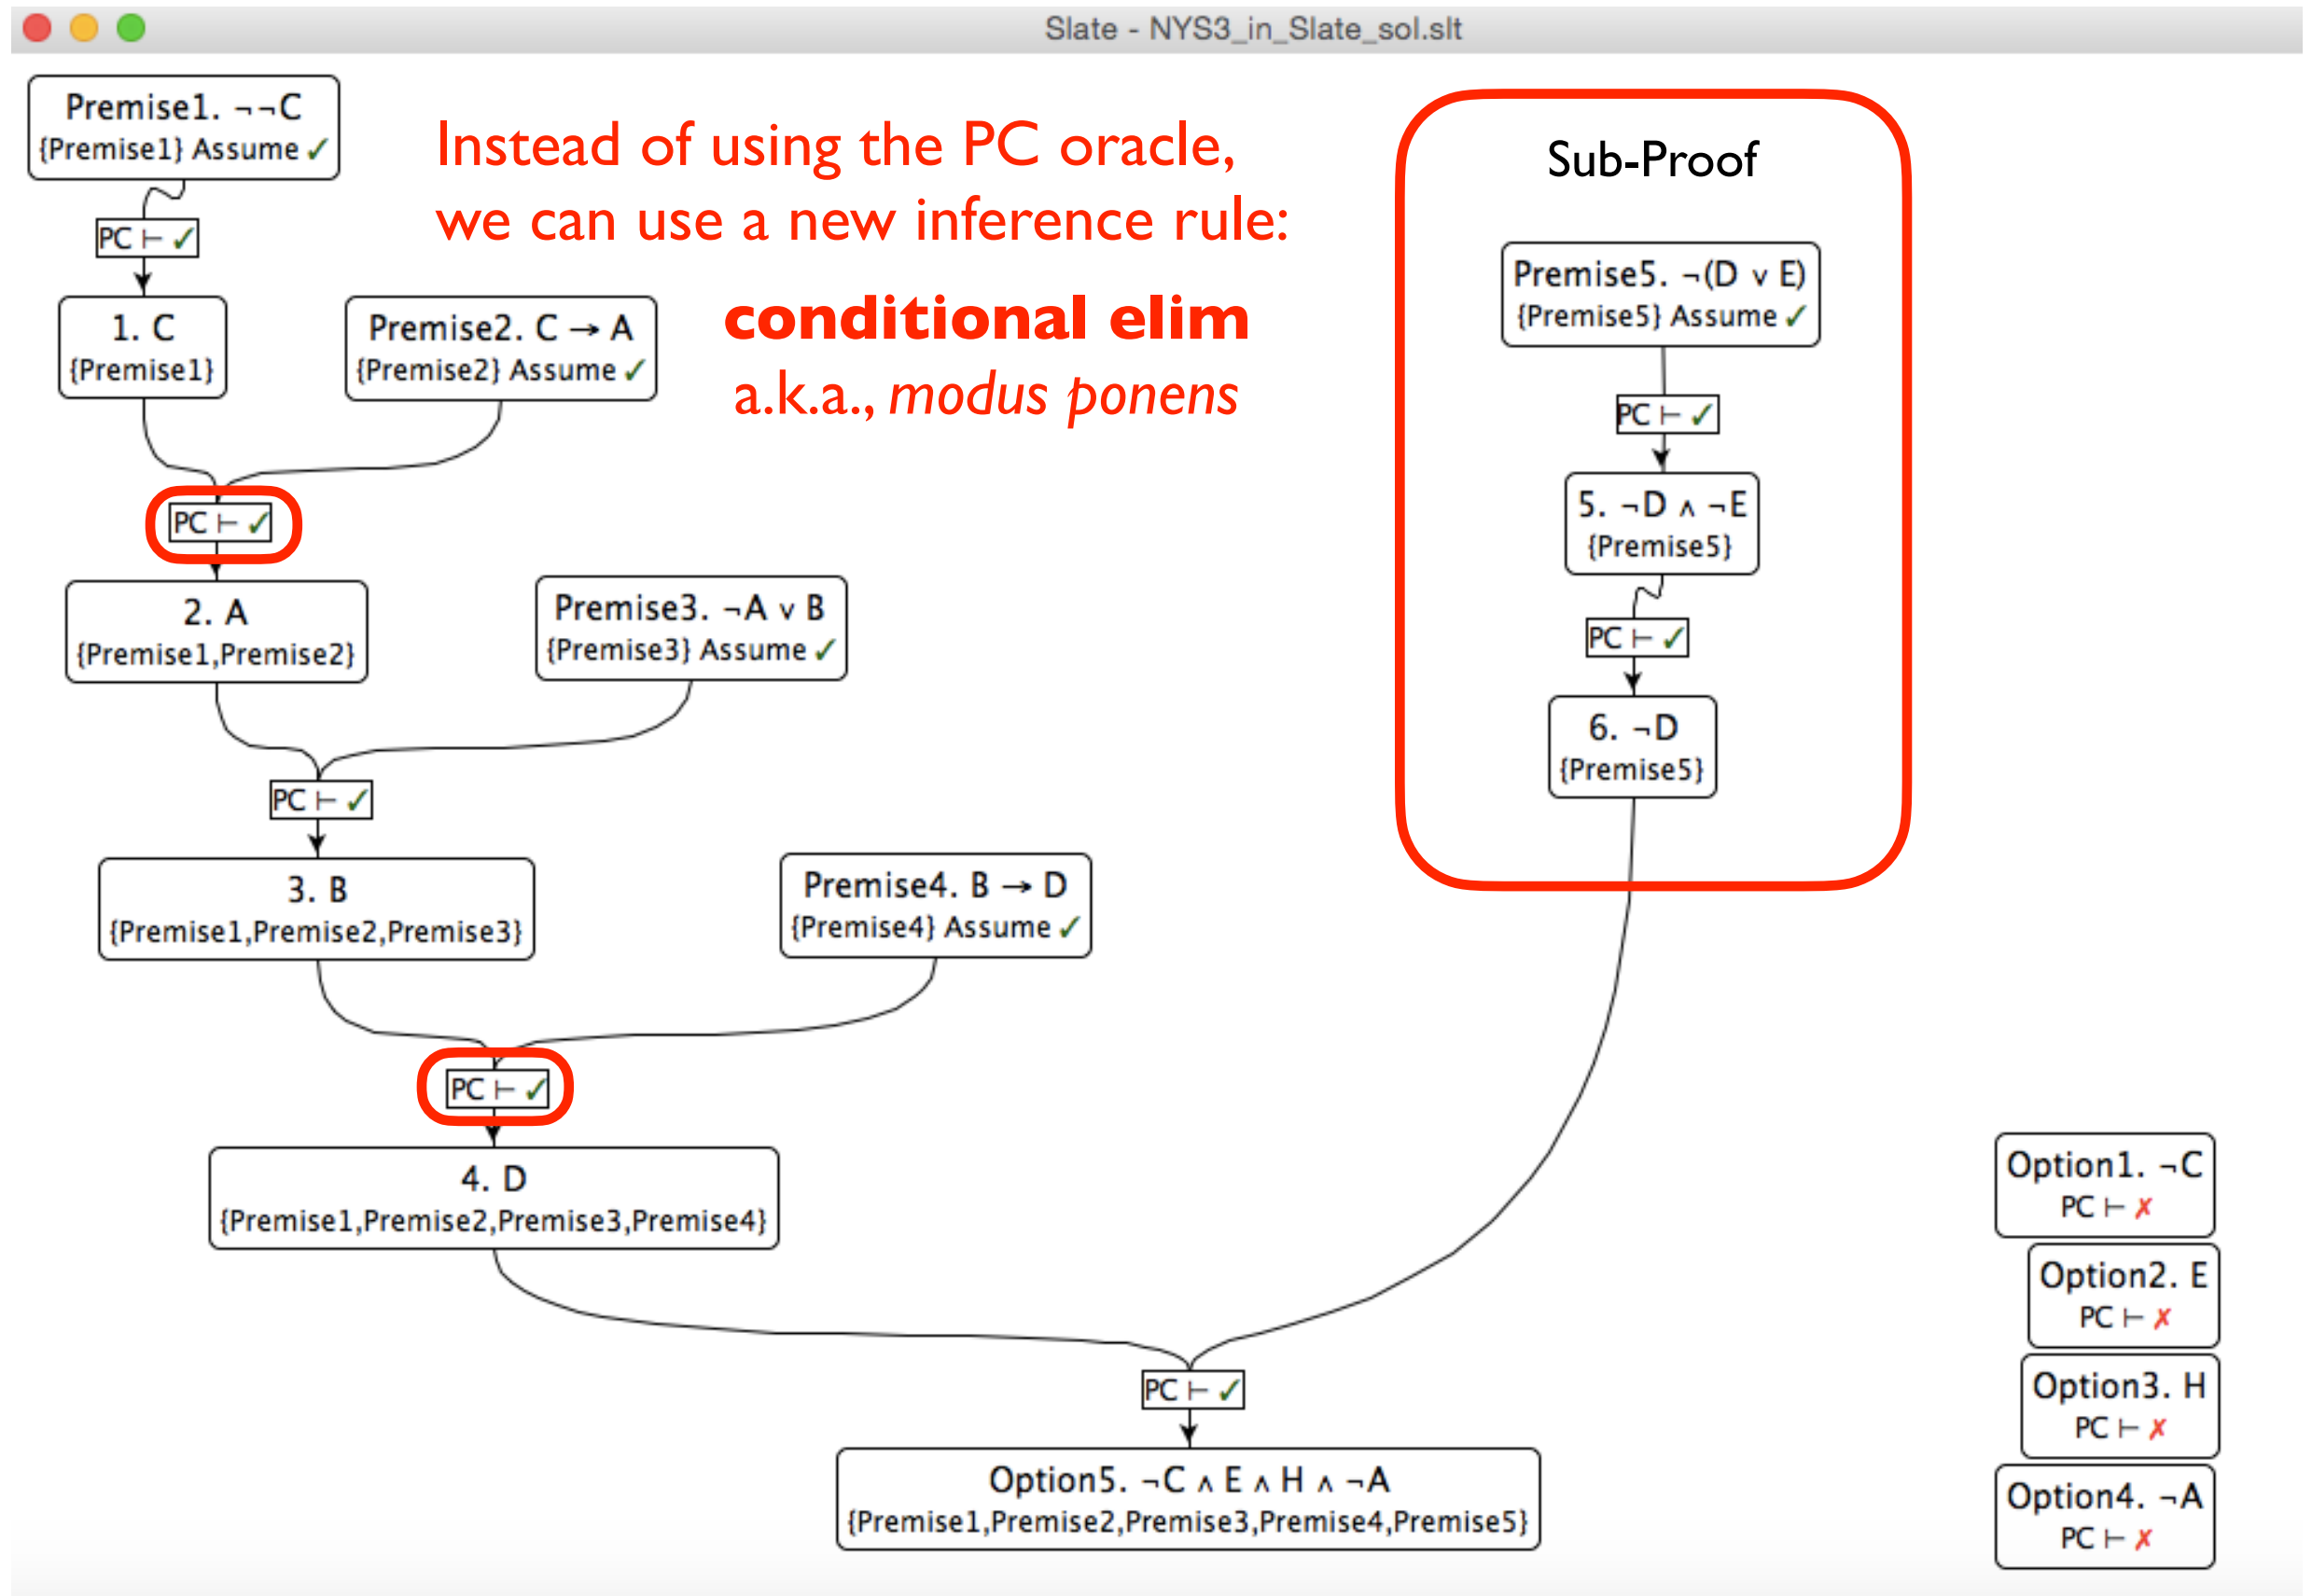 Slate - NYS3_in_Slate_sol.slt
Premise1. ¬¬C
{Premise1} Assume ✓
Instead of using the PC oracle,
we can use a new inference rule:
conditional elim
a.k.a., modus ponens
Sub-Proof
PC ⊢ ✓
1. C
{Premise1}
Premise2. C → A
{Premise2} Assume ✓
Premise5. ¬(D ∨ E)
{Premise5} Assume ✓
PC ⊢ ✓
5. ¬D ∧ ¬E
{Premise5}
PC ⊢ ✓
2. A
{Premise1,Premise2}
Premise3. ¬A ∨ B
{Premise3} Assume ✓
PC ⊢ ✓
6. ¬D
{Premise5}
PC ⊢ ✓
3. B
{Premise1,Premise2,Premise3}
Premise4. B → D
{Premise4} Assume ✓
PC ⊢ ✓
4. D
{Premise1,Premise2,Premise3,Premise4}
PC ⊢ ✓
Option5. ¬C ∧ E ∧ H ∧ ¬A
{Premise1,Premise2,Premise3,Premise4,Premise5}
Option1. ¬C
PC ⊢ ✗
Option2. E
PC ⊢ ✗
Option3. H
PC ⊢ ✗
Option4. ¬A
PC ⊢ ✗